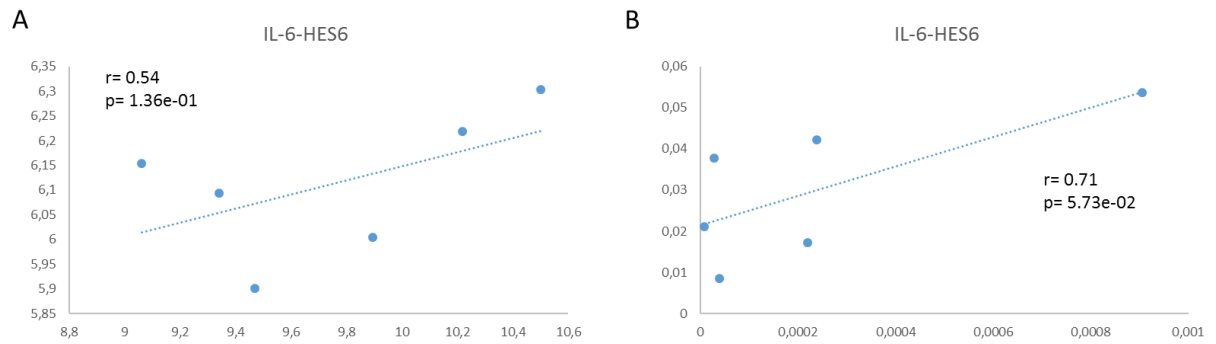 A
IL-6-HES6
r= 0.54
p= 1.36e-01
6,35
6,3
6,25
6,2
6,15
6,1
6,05
6
5,95
5,9
5,85
8,8 9 9,2 9,4 9,6 9,8 10 10,2 10,4 10,6
B
IL-6-HES6
r= 0.71
p= 5.73e-02
0,06
0,05
0,04
0,03
0,02
0,01
0
0 0,0002 0,0004 0,0006 0,0008 0,001